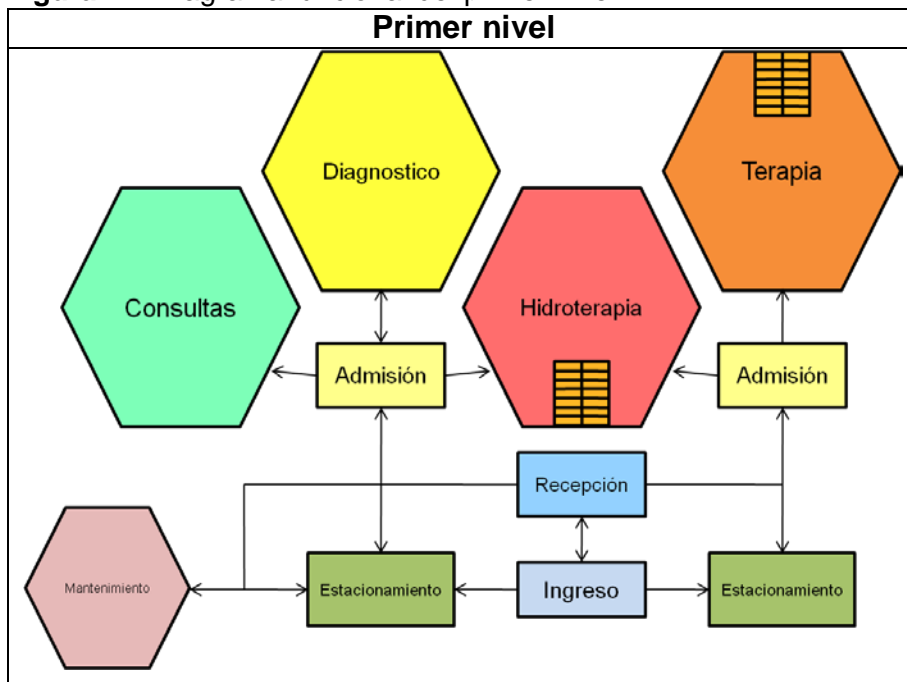 Primer nivel
Diagnostico
Terapia
Consultas
Hidroterapia
Admisión
Admisión
Recepción
Mantenimiento
Estacionamiento
Ingreso
Estacionamiento